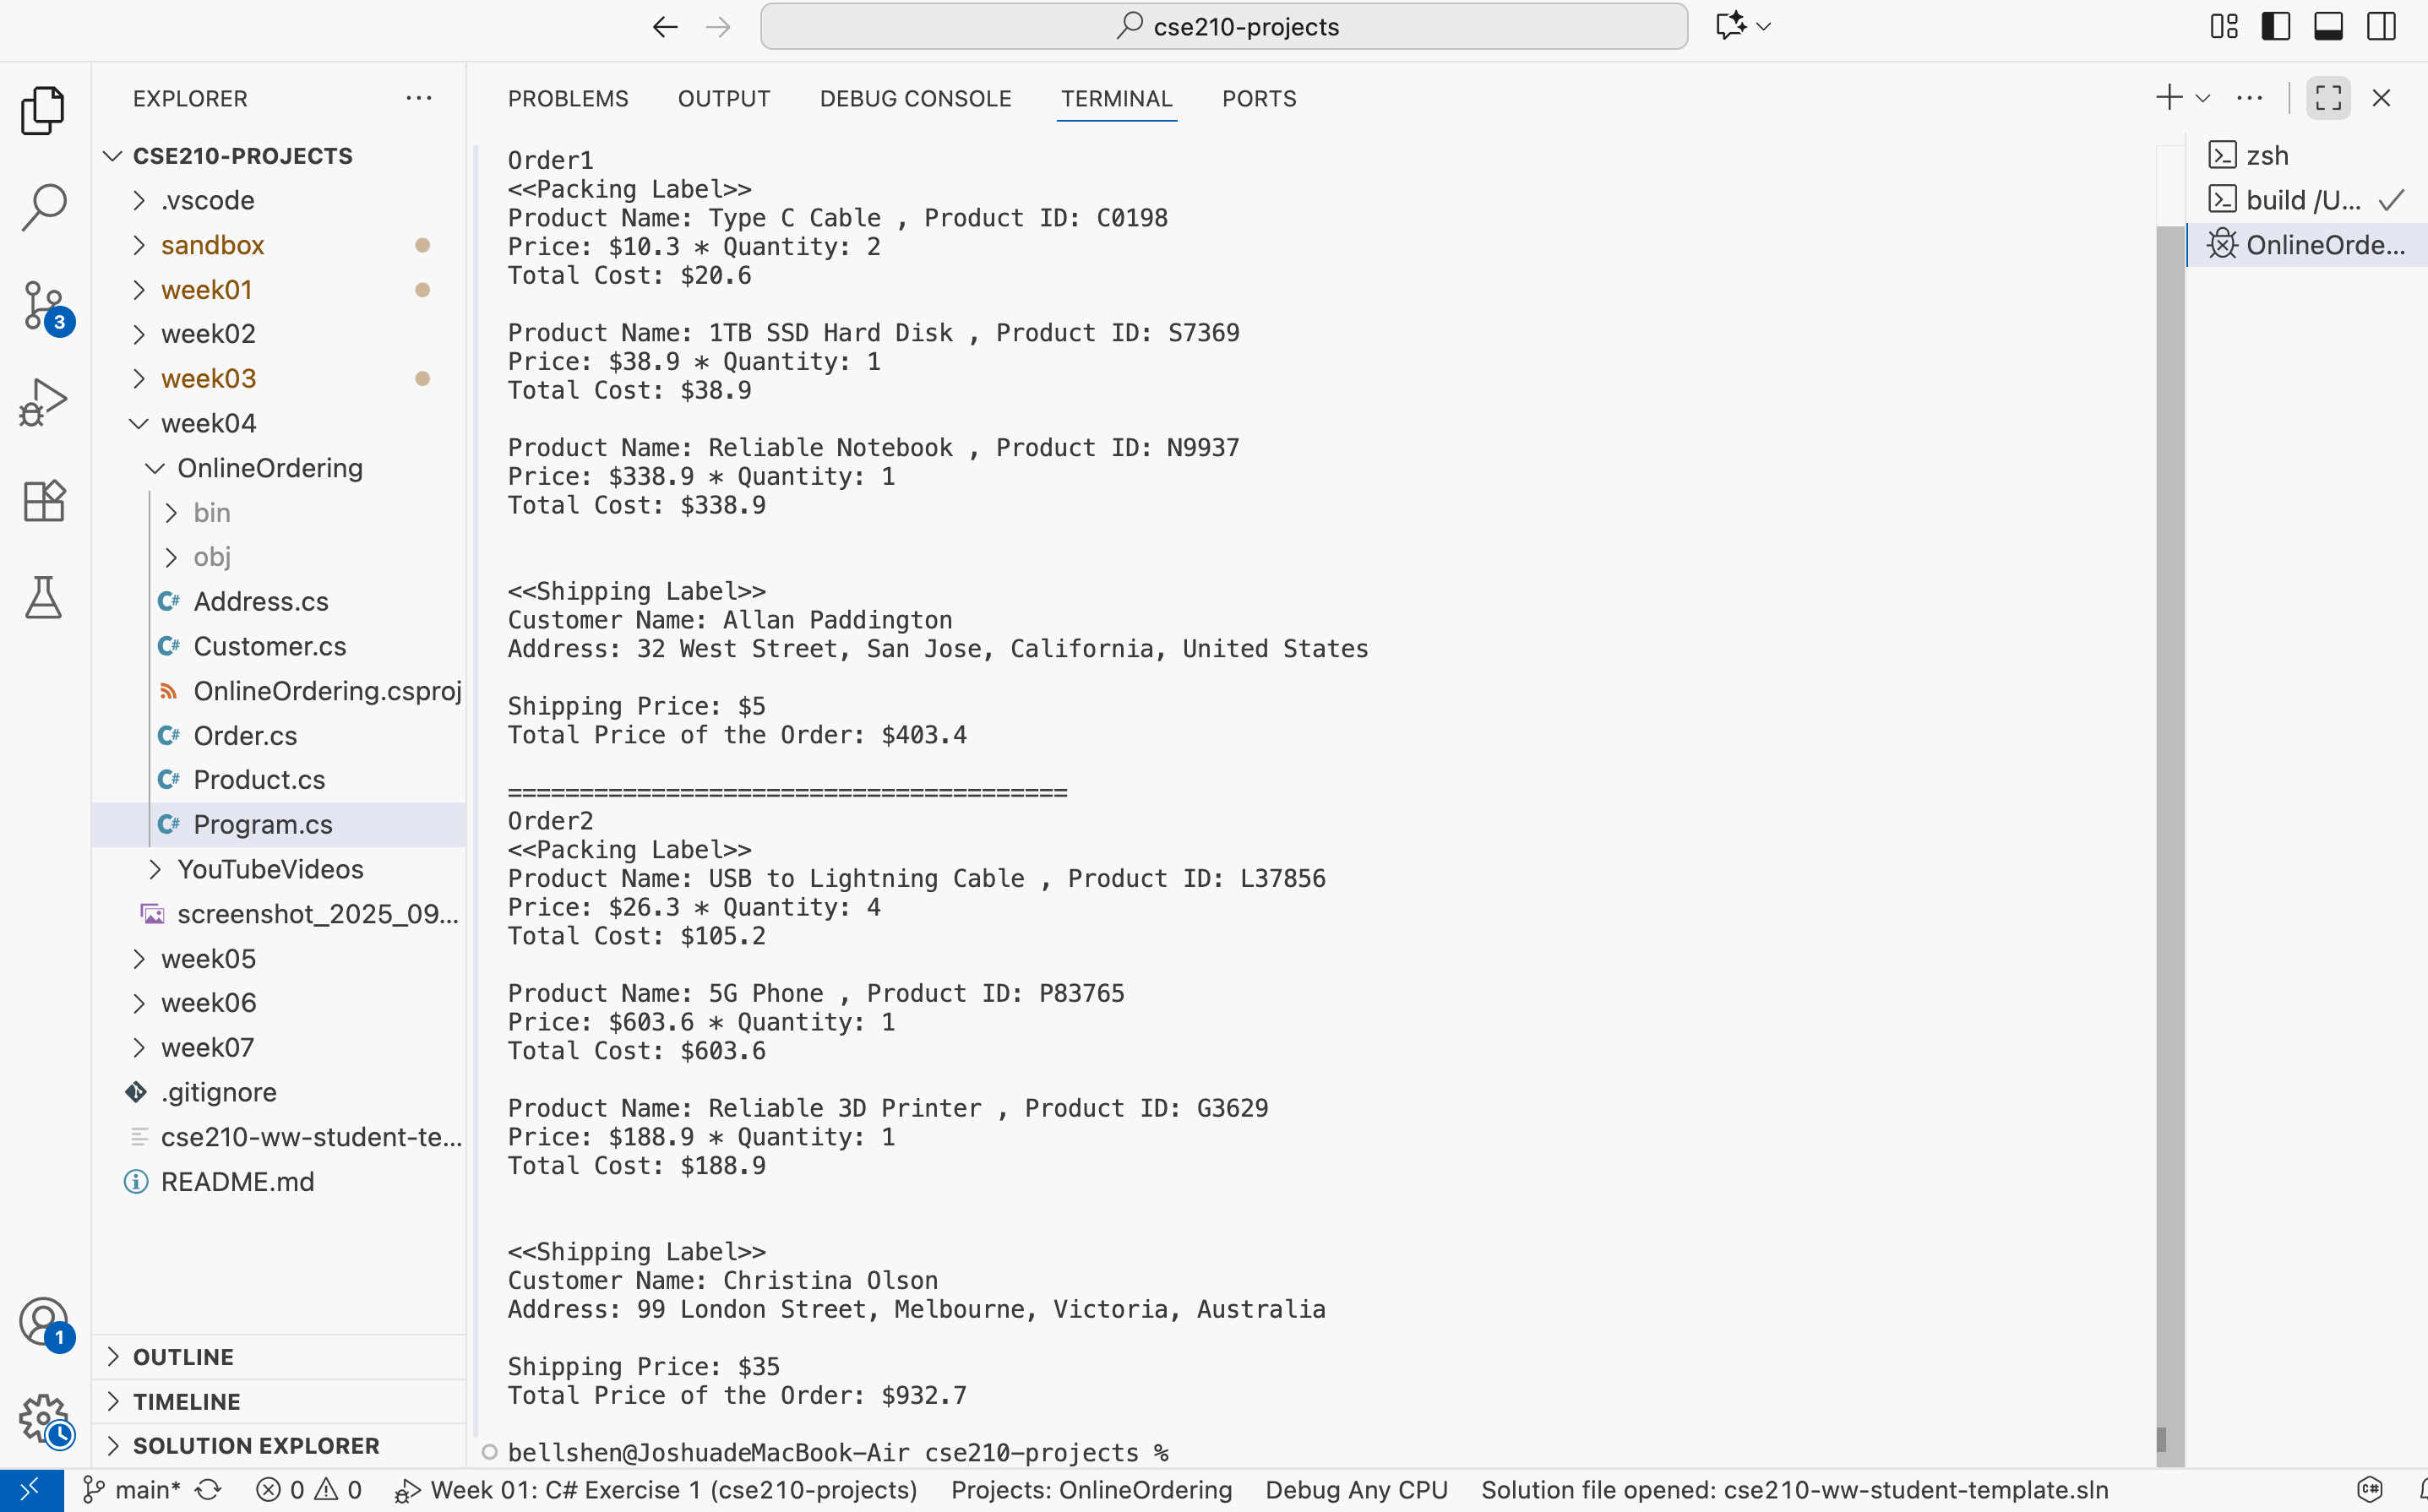 cse210-projects
EXPLORER
CSE210-PROJECTS
.vscode
sandbox
week01
3
week02
week03
week04
OnlineOrdering
bin
obj
Address.cs
Customer.cs
OnlineOrdering.csproj
Order.cs
Product.cs
Program.cs
YouTubeVideos
screenshot_2025_09...
week05
week06
week07
.gitignore
cse210-ww-student-te...
README.md
1
OUTLINE
TIMELINE
SOLUTION EXPLORER
PROBLEMS OUTPUT DEBUG CONSOLE TERMINAL PORTS
Order1
<<Packing Label>>
Product Name: Type C Cable , Product ID: C0198
Price: $10.3 * Quantity: 2
Total Cost: $20.6
Product Name: 1TB SSD Hard Disk , Product ID: S7369
Price: $38.9 * Quantity: 1
Total Cost: $38.9
Product Name: Reliable Notebook , Product ID: N9937
Price: $338.9 * Quantity: 1
Total Cost: $338.9
<<Shipping Label>>
Customer Name: Allan Paddington
Address: 32 West Street, San Jose, California, United States
Shipping Price: $5
Total Price of the Order: $403.4
=======================================
Order2
<<Packing Label>>
Product Name: USB to Lightning Cable , Product ID: L37856
Price: $26.3 * Quantity: 4
Total Cost: $105.2
Product Name: 5G Phone , Product ID: P83765
Price: $603.6 * Quantity: 1
Total Cost: $603.6
Product Name: Reliable 3D Printer , Product ID: G3629
Price: $188.9 * Quantity: 1
Total Cost: $188.9
<<Shipping Label>>
Customer Name: Christina Olson
Address: 99 London Street, Melbourne, Victoria, Australia
Shipping Price: $35
Total Price of the Order: $932.7
bellshen@JoshuadeMacBook-Air cse210-projects %
zsh
build /U...
OnlineOrde...
main* 0 0 Week 01: C# Exercise 1 (cse210-projects) Projects: OnlineOrdering Debug Any CPU Solution file opened: cse210-ww-student-template.sln